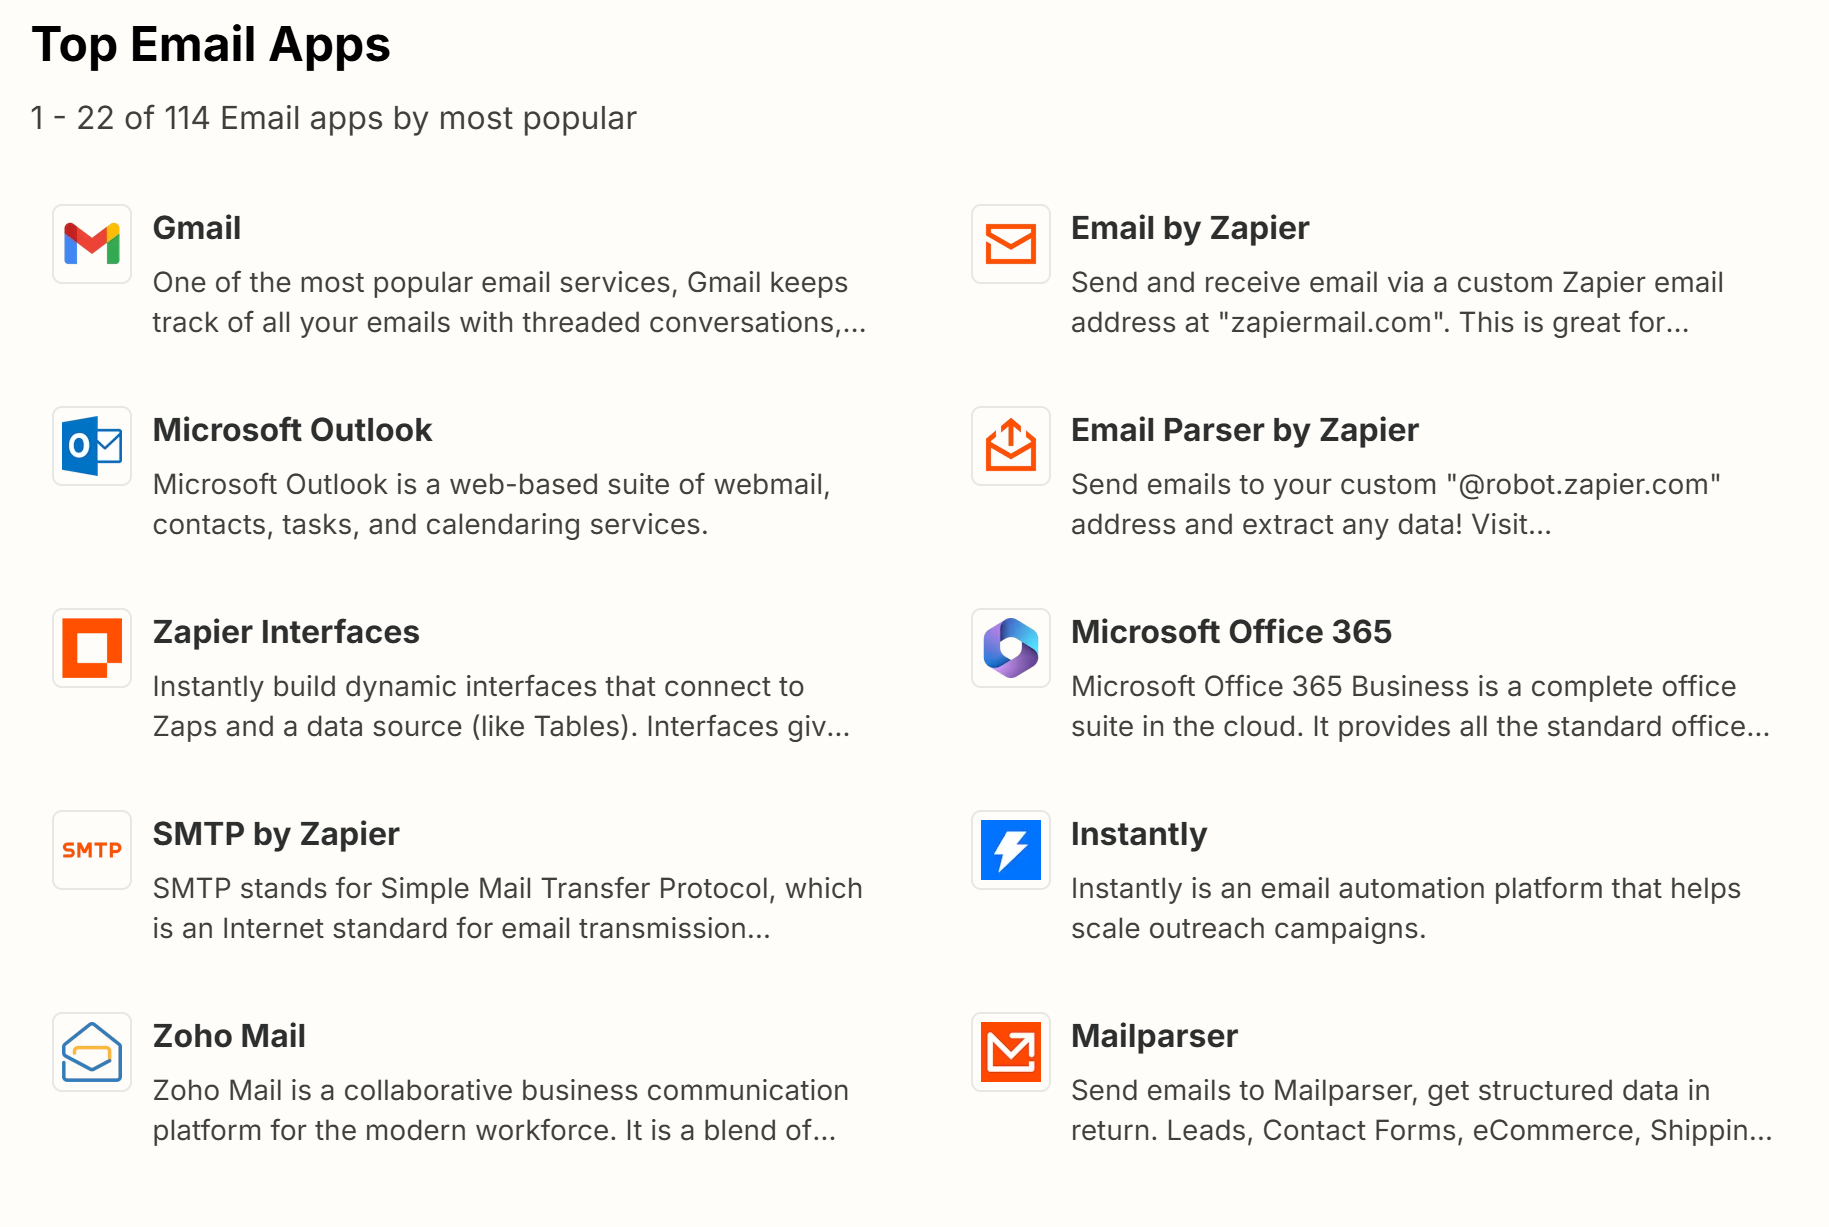 Top Email Apps
1 - 22 of 114 Email apps by most popular
Gmail
One of the most popular email services, Gmail keeps
track of all your emails with threaded conversations,...
Email by Zapier
Send and receive email via a custom Zapier email
address at "zapiermail.com". This is great for...
Microsoft Outlook
Microsoft Outlook is a web-based suite of webmail,
contacts, tasks, and calendaring services.
Email Parser by Zapier
Send emails to your custom "@robot.zapier.com"
address and extract any data! Visit...
Zapier Interfaces
Instantly build dynamic interfaces that connect to
Zaps and a data source (like Tables). Interfaces giv...
Microsoft Office 365
Microsoft Office 365 Business is a complete office
suite in the cloud. It provides all the standard office...
SMTP
SMTP by Zapier
SMTP stands for Simple Mail Transfer Protocol, which
is an Internet standard for email transmission...
Instantly
Instantly is an email automation platform that helps
scale outreach campaigns.
Zoho Mail
Zoho Mail is a collaborative business communication
platform for the modern workforce. It is a blend of...
Mailparser
Send emails to Mailparser, get structured data in
return. Leads, Contact Forms, eCommerce, Shippin...